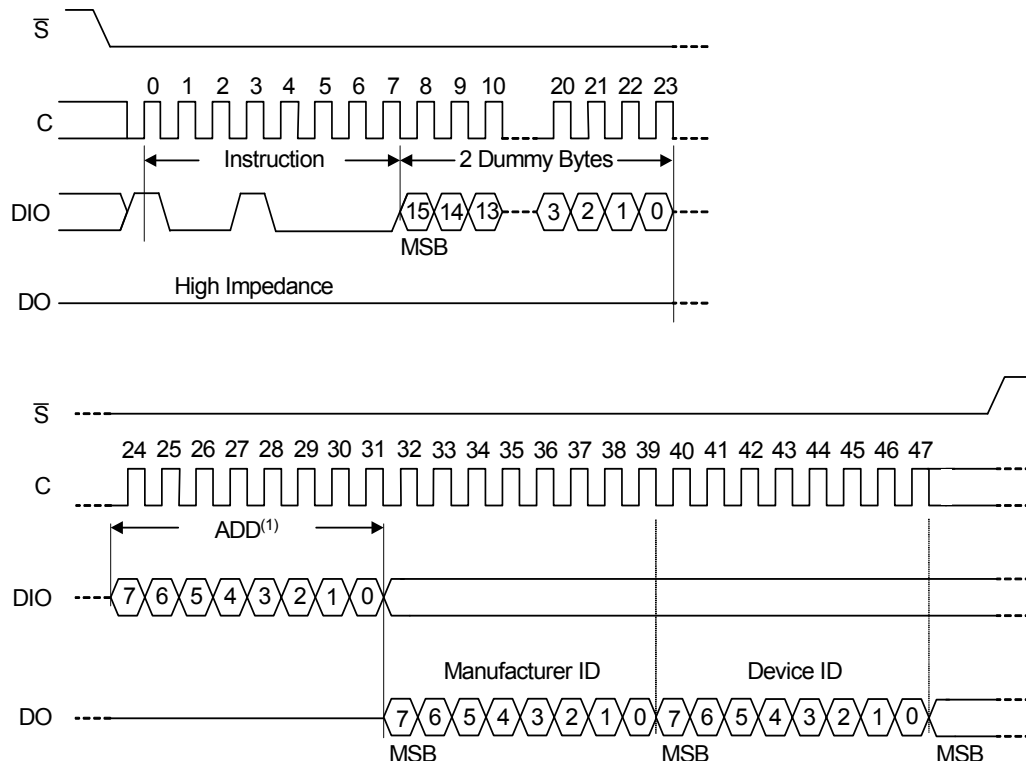 S
0 1 2 3 4 5 6 7 8 9 10 20 21 22 23
C
Instruction 2 Dummy Bytes
DIO 15 14 13 3 2 1 0
MSB
High Impedance
DO
S
24 25 26 27 28 29 30 31 32 33 34 35 36 37 38 39 40 41 42 43 44 45 46 47
C
ADD(1)
DIO 7 6 5 4 3 2 1 0
Manufacturer ID Device ID
DO 7 6 5 4 3 2 1 0 7 6 5 4 3 2 1 0
MSB MSB MSB